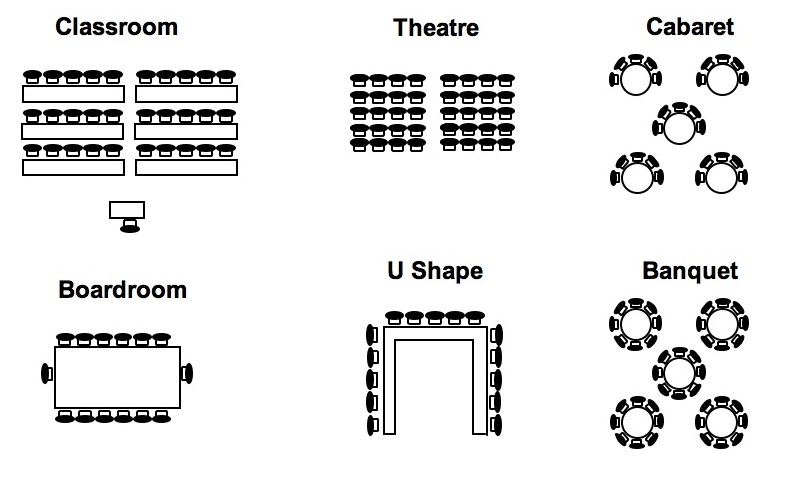 Classroom
Theatre
Cabaret
Boardroom
U Shape
Banquet